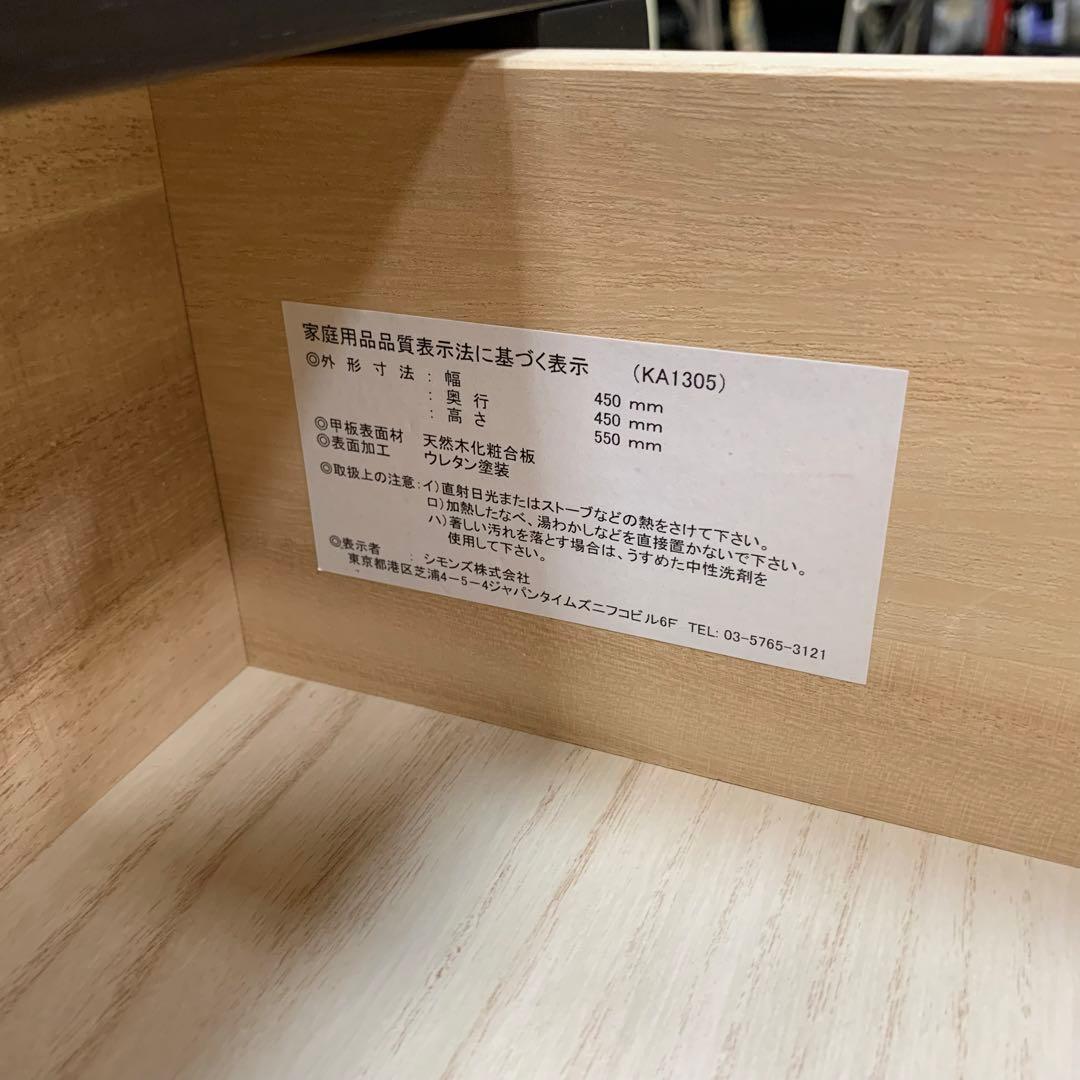 家庭用品品質表示法に基づく表示 （KA1305）
◎外 形 寸 法 : 幅 450 mm
: 奥 行 450 mm
: 高 さ 550 mm
◎甲板表面材 天然木化粧合板
◎表面加工 ウレタン塗装
◎取扱上の注意:イ)直射日光またはストーブなどの熱をさけて下さい。
ロ)加熱したなべ、湯わかしなどを直接置かないで下さい。
ハ)著しい汚れを落とす場合は、うすめた中性洗剤を
使用して下さい。
◎表示者 : シモンズ株式会社
東京都港区芝浦4－5－4ジャパンタイムズニフコビル6F TEL: 03-5765-3121